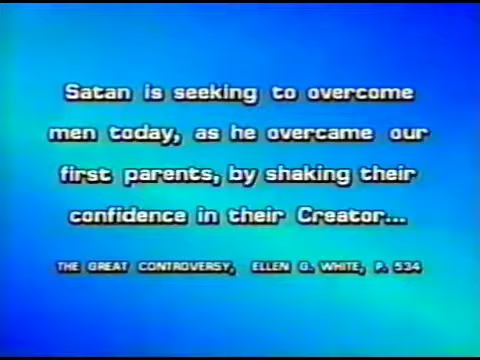 Satan is seeking to overcome
men today, as he overcame our
first parents, by shaking their
confidence in their Creator...
THE GREAT CONTROVERSY, ELLEN G. WHITE, P. 534